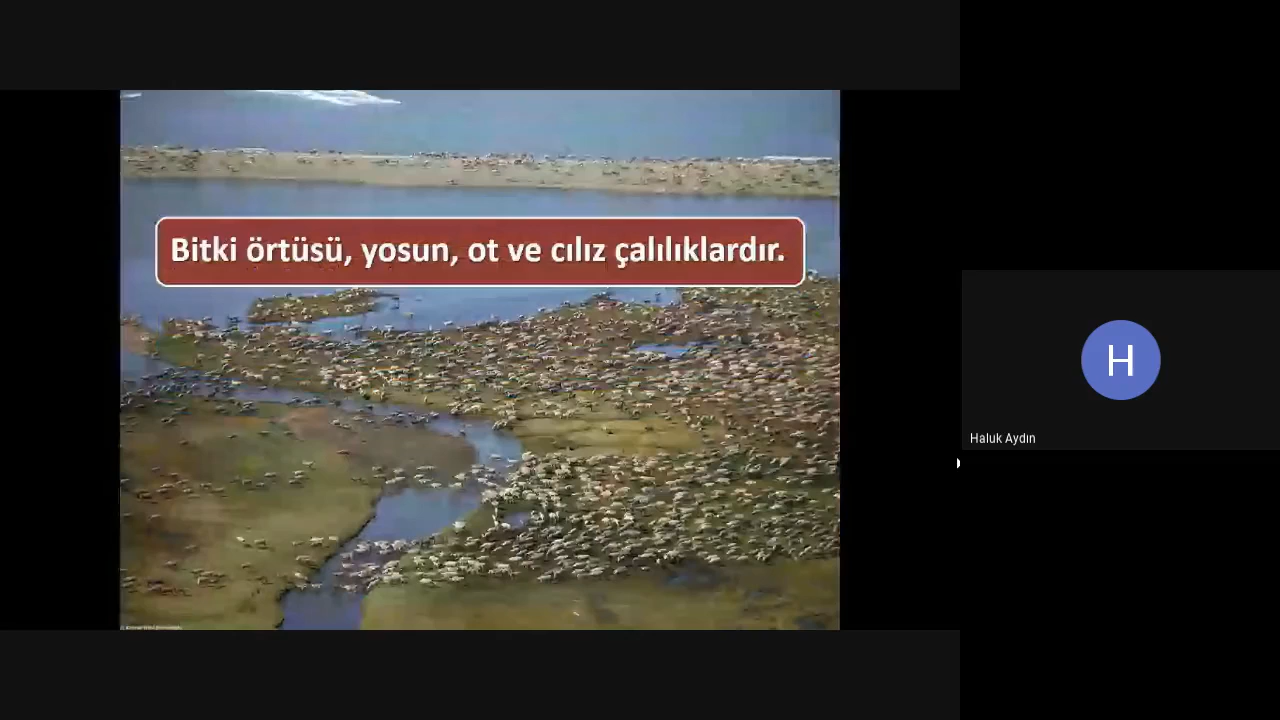 Bitki örtüsü, yosun, ot ve cılız çalılıklardır.
H
Haluk Aydın